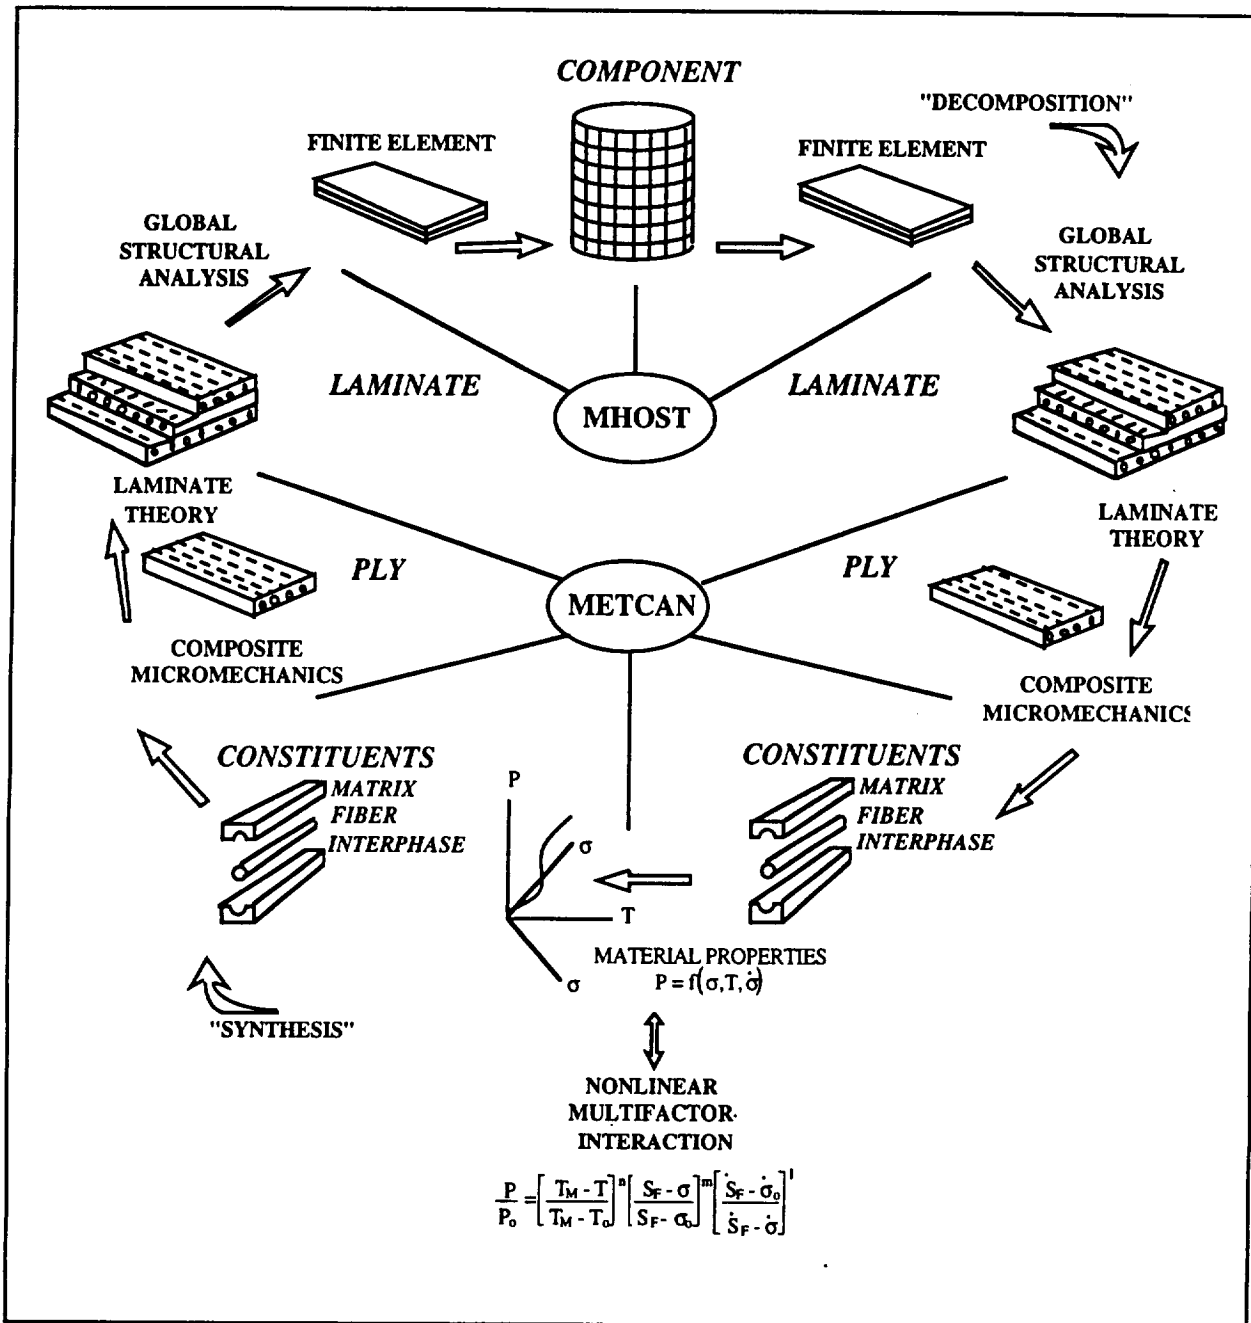 COMPONENT
"DECOMPOSITION"
FINITE ELEMENT
FINITE ELEMENT
GLOBAL
STRUCTURAL
ANALYSIS
GLOBAL
STRUCTURAL
ANALYSIS
LAMINATE
MHOST
LAMINATE
LAMINATE
THEORY
LAMINATE
THEORY
PLY
METCAN
PLY
COMPOSITE
MICROMECHANICS
COMPOSITE
MICROMECHANICS
CONSTITUENTS
MATRIX
FIBER
INTERPHASE
P
σ
T
σ
CONSTITUENTS
MATRIX
FIBER
INTERPHASE
MATERIAL PROPERTIES
P = f(σ,T,σ̇)
"SYNTHESIS"
NONLINEAR
MULTIFACTOR
INTERACTION
P/P₀ = [(T_M - T)/(T_M - T₀)]^n [(S_F - σ)/(S_F - σ₀)]^m [(Ṡ_F - σ̇₀)/(Ṡ_F - σ̇)]^l